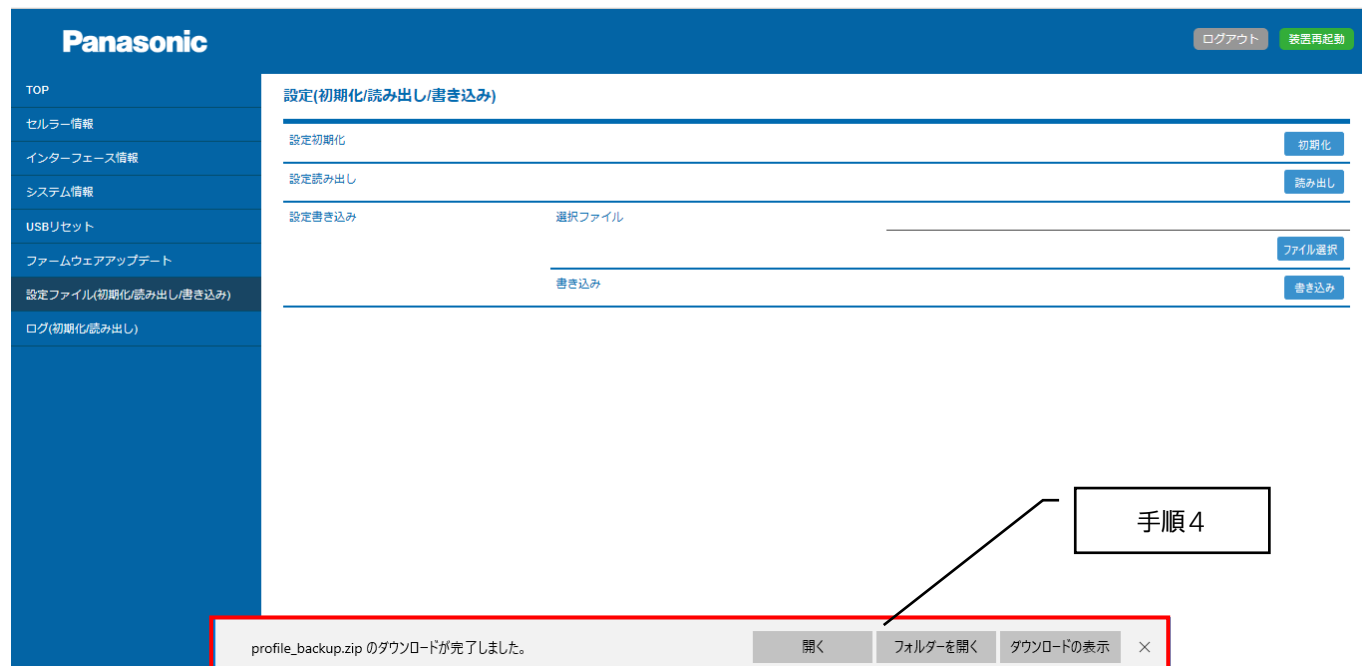 Panasonic
ログアウト
装置再起動
TOP
セルラー情報
インターフェース情報
システム情報
USBリセット
ファームウェアアップデート
設定ファイル(初期化/読み出し/書き込み)
ログ(初期化/読み出し)
設定(初期化/読み出し/書き込み)
設定初期化
初期化
設定読み出し
読み出し
設定書き込み
選択ファイル
ファイル選択
書き込み
書き込み
手順４
profile_backup.zip のダウンロードが完了しました。
開く
フォルダーを開く
ダウンロードの表示